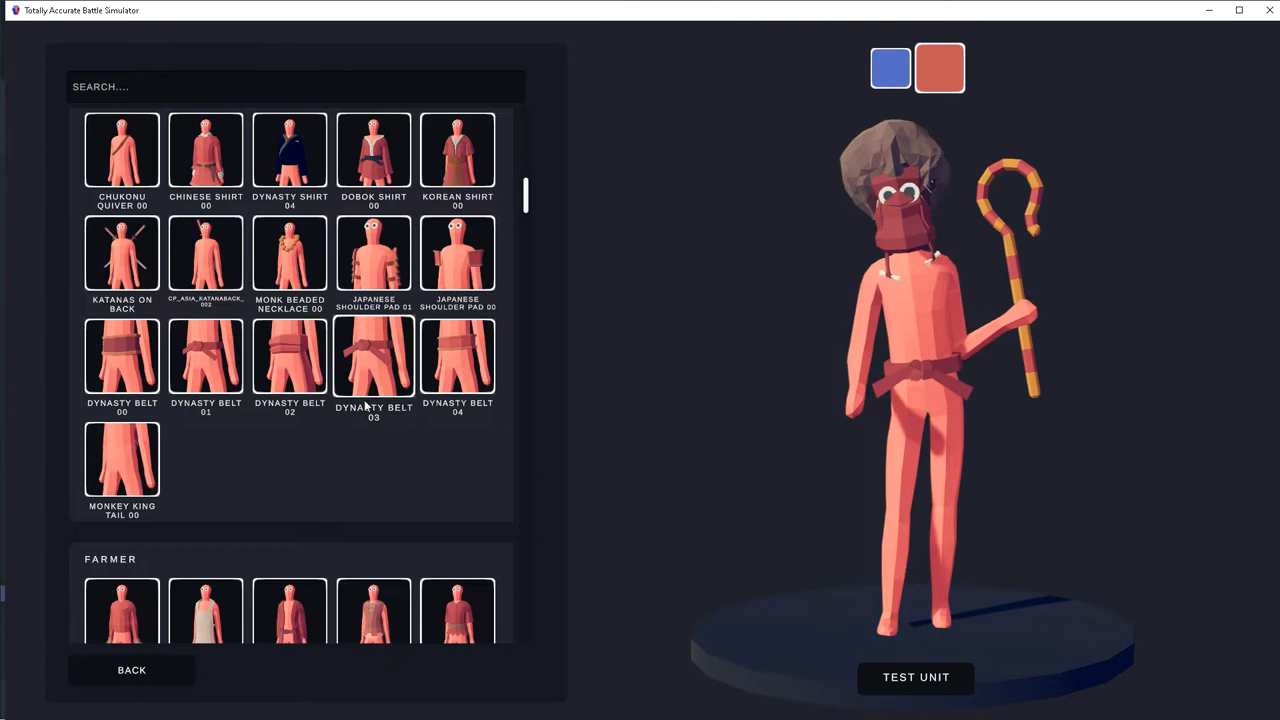 Totally Accurate Battle Simulator
SEARCH....
CHUKONU
QUIVER 00
CHINESE SHIRT
00
DYNASTY SHIRT
04
DOBOK SHIRT
00
KOREAN SHIRT
00
KATANAS ON
BACK
CP_ASIA_KATANABACK_
002
MONK BEADED
NECKLACE 00
JAPANESE
SHOULDER PAD 01
JAPANESE
SHOULDER PAD 00
DYNASTY BELT
00
DYNASTY BELT
01
DYNASTY BELT
02
DYNASTY BELT
03
DYNASTY BELT
04
MONKEY KING
TAIL 00
FARMER
BACK
TEST UNIT